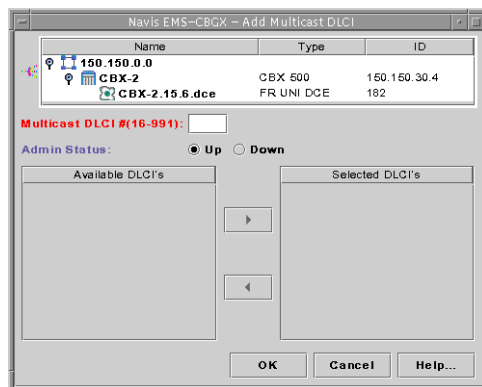 Navis EMS-CBGX - Add Multicast DLCI
Name Type ID
150.150.0.0
CBX-2 CBX 500 150.150.30.4
CBX-2.15.6.dce FR UNI DCE 182
Multicast DLCI #(16-991):
Admin Status: Up Down
Available DLCI's Selected DLCI's
OK Cancel Help...